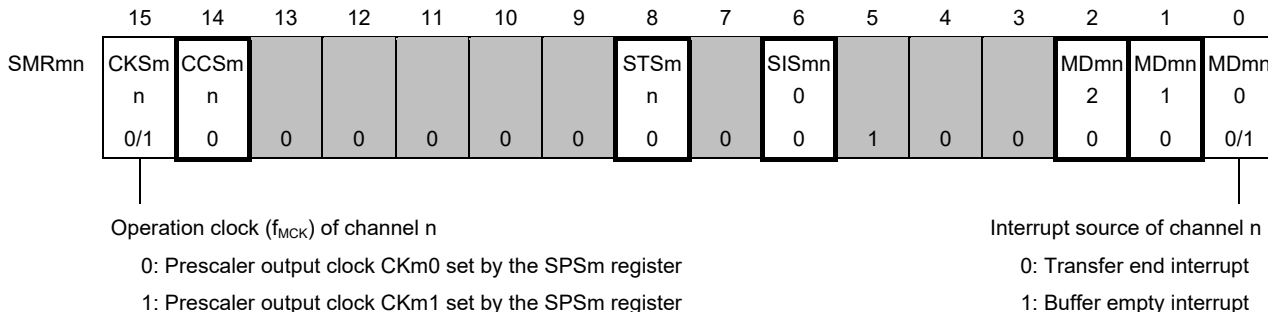 15 14 13 12 11 10 9 8 7 6 5 4 3 2 1 0
SMRmn CKSm CCSm STSm SISmn MDmn MDmn MDmn
n n n 0 2 1 0
0/1 0 0 0 0 0 0 0 0 0 1 0 0 0 0 0/1
Operation clock (fMCK) of channel n Interrupt source of channel n
0: Prescaler output clock CKm0 set by the SPSm register 0: Transfer end interrupt
1: Prescaler output clock CKm1 set by the SPSm register 1: Buffer empty interrupt